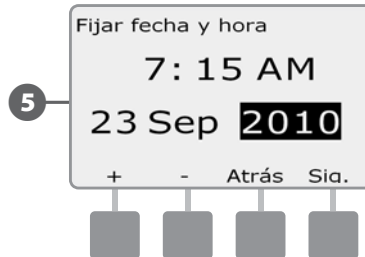 Fijar fecha y hora
7: 15 AM
5
23 Sep 2010
+ - Atrás Sig.